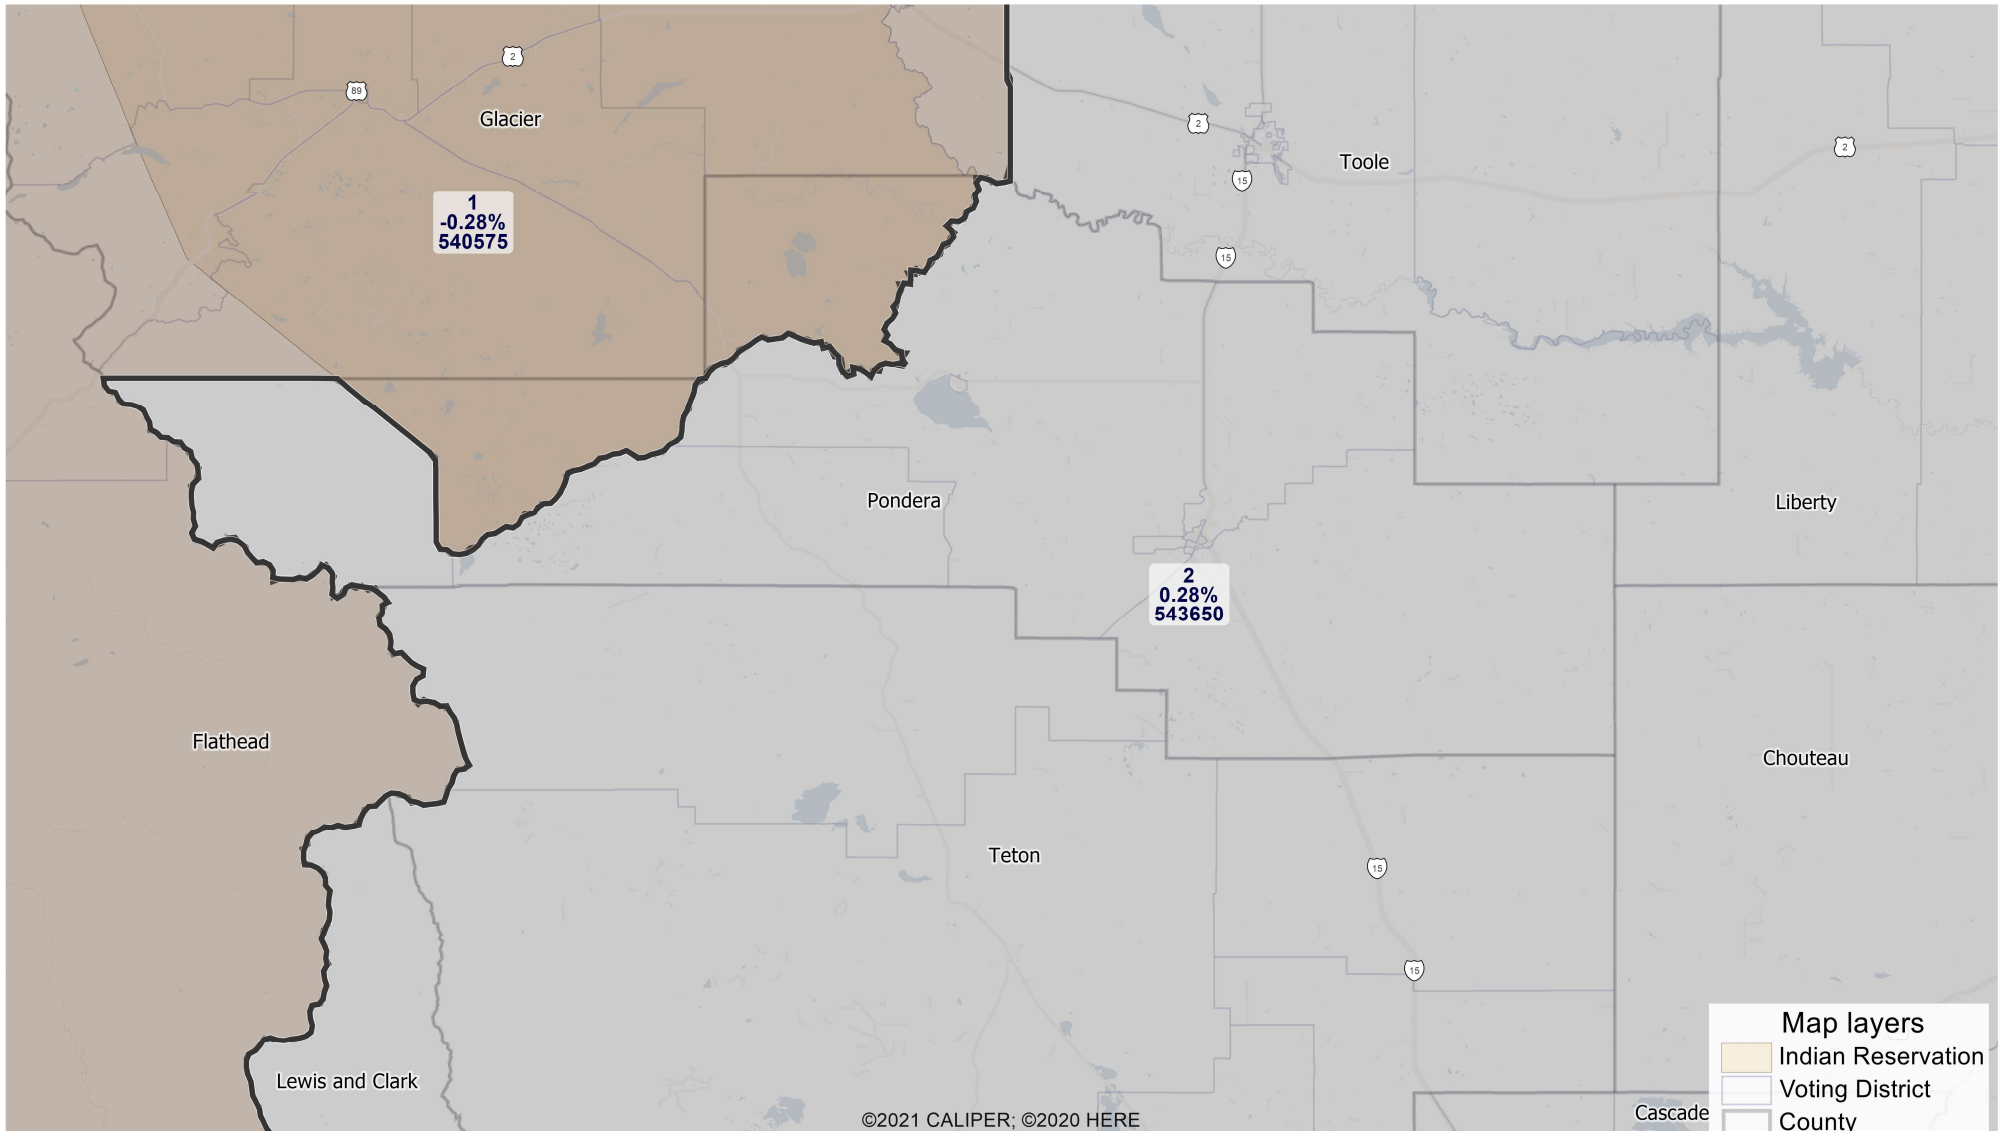 2
89
Glacier
2
Toole
2
15
1
-0.28%
540575
15
Pondera
Liberty
2
0.28%
543650
Flathead
Chouteau
Teton
15
15
Lewis and Clark
Cascade
Map layers
Indian Reservation
Voting District
County
©2021 CALIPER; ©2020 HERE